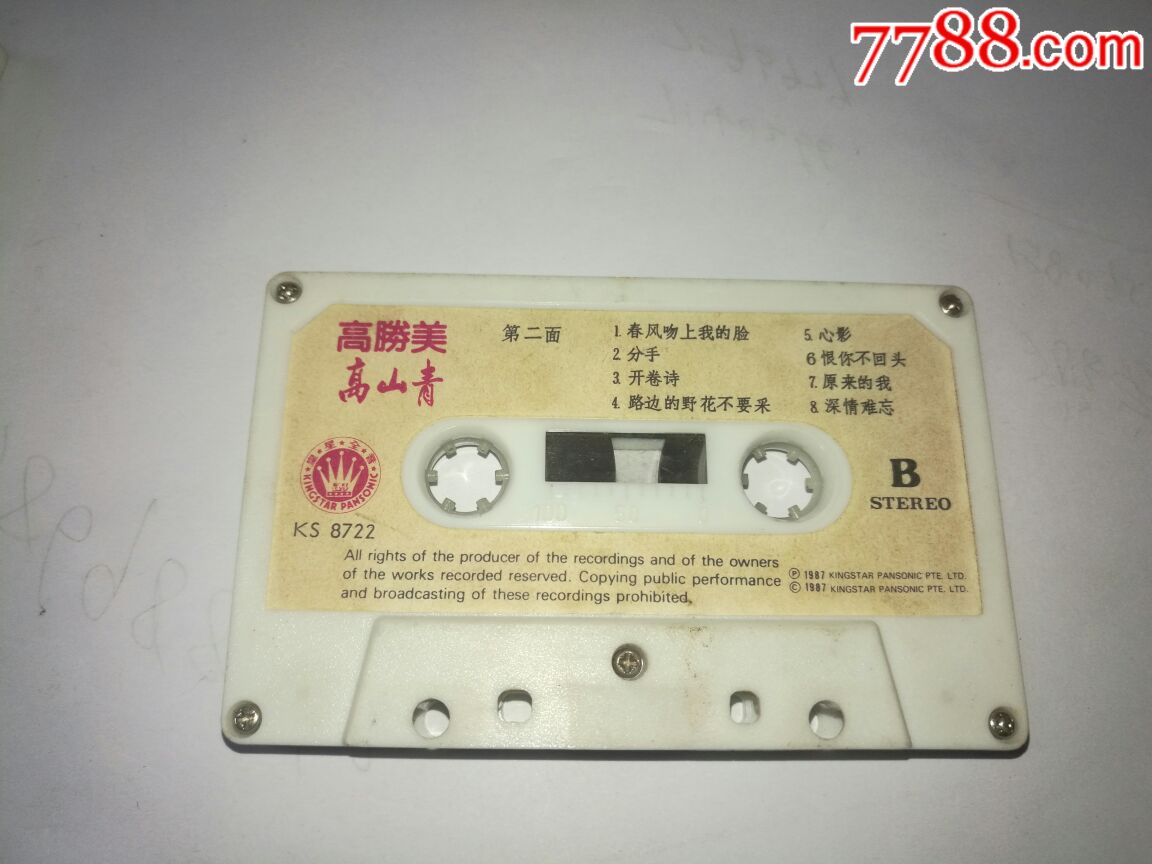 7788.com
高勝美
高山青
第二面
1. 春风吻上我的脸
2. 分手
3. 开卷诗
4. 路边的野花不要采
5. 心影
6 恨你不回头
7. 原来的我
8. 深情难忘
皇星全音
KINGSTAR PANSONIC
KS 8722
B
STEREO
100 50 0
All rights of the producer of the recordings and of the owners
of the works recorded reserved. Copying public performance
and broadcasting of these recordings prohibited.
Ⓟ 1987 KINGSTAR PANSONIC PTE. LTD.
© 1987 KINGSTAR PANSONIC PTE. LTD.